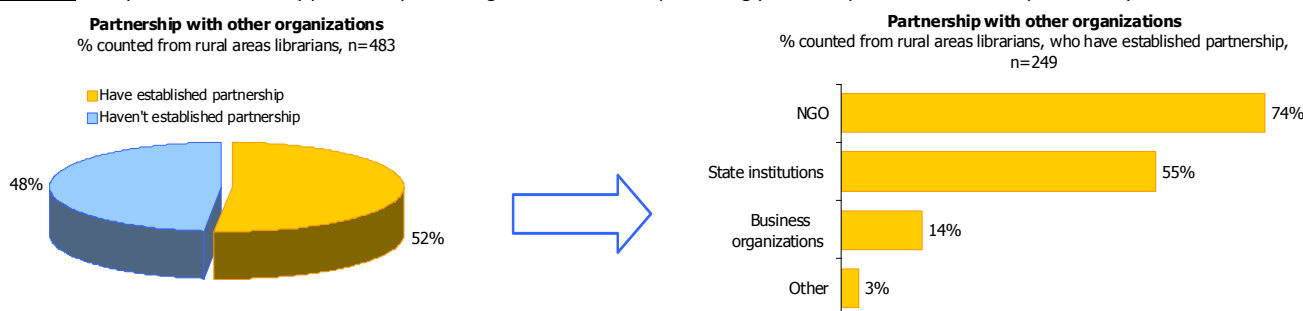 Partnership with other organizations
% counted from rural areas librarians, n=483
Have established partnership
Haven't established partnership
48%
52%
Partnership with other organizations
% counted from rural areas librarians, who have established partnership,
n=249
NGO
74%
State institutions
55%
Business
organizations
14%
Other
3%